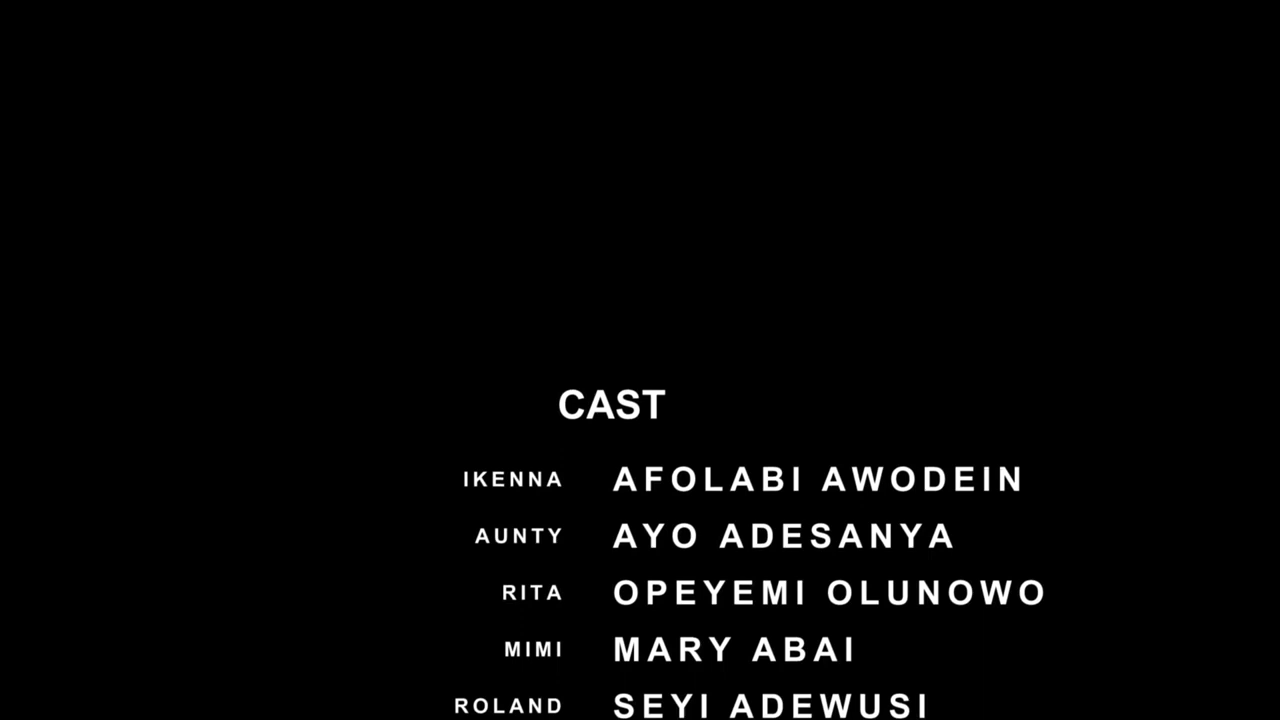 CAST
IKENNA AFOLABI AWODEIN
AUNTY AYO ADESANYA
RITA OPEYEMI OLUNOWO
MIMI MARY ABAI
ROLAND SEYI ADEWUSI